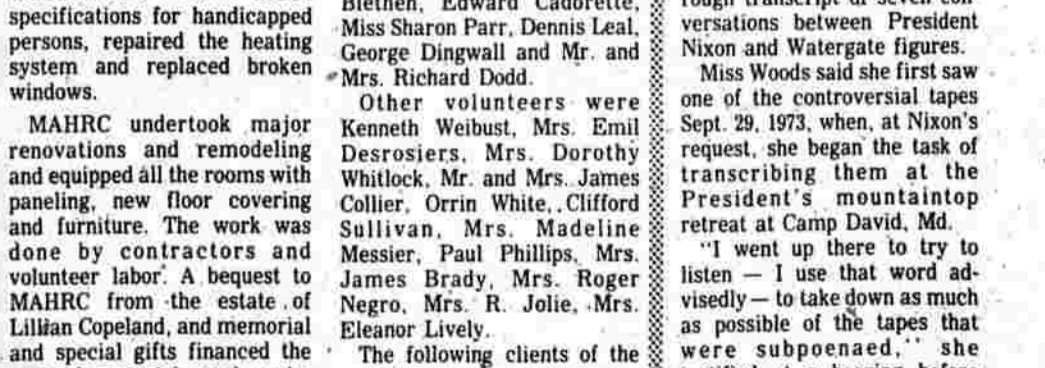 specifications for handicapped
persons, repaired the heating
system and replaced broken
windows.
MAHRC undertook major
renovations and remodeling
and equipped all the rooms with
paneling, new floor covering
and furniture. The work was
done by contractors and
volunteer labor. A bequest to
MAHRC from the estate of
Lillian Copeland, and memorial
and special gifts financed the
Blethen, Edward Cadorette,
Miss Sharon Parr, Dennis Leal,
George Dingwall and Mr. and
Mrs. Richard Dodd.
Other volunteers were
Kenneth Weibust, Mrs. Emil
Desrosiers, Mrs. Dorothy
Whitlock, Mr. and Mrs. James
Collier, Orrin White, Clifford
Sullivan, Mrs. Madeline
Messier, Paul Phillips, Mrs.
James Brady, Mrs. Roger
Negro, Mrs. R. Jolie, Mrs.
Eleanor Lively.
The following clients of the
rough transcript of seven con-
versations between President
Nixon and Watergate figures.
Miss Woods said she first saw
one of the controversial tapes
Sept. 29, 1973, when, at Nixon's
request, she began the task of
transcribing them at the
President's mountaintop
retreat at Camp David, Md.
"I went up there to try to
listen — I use that word ad-
visedly — to take down as much
as possible of the tapes that
were subpoenaed," she